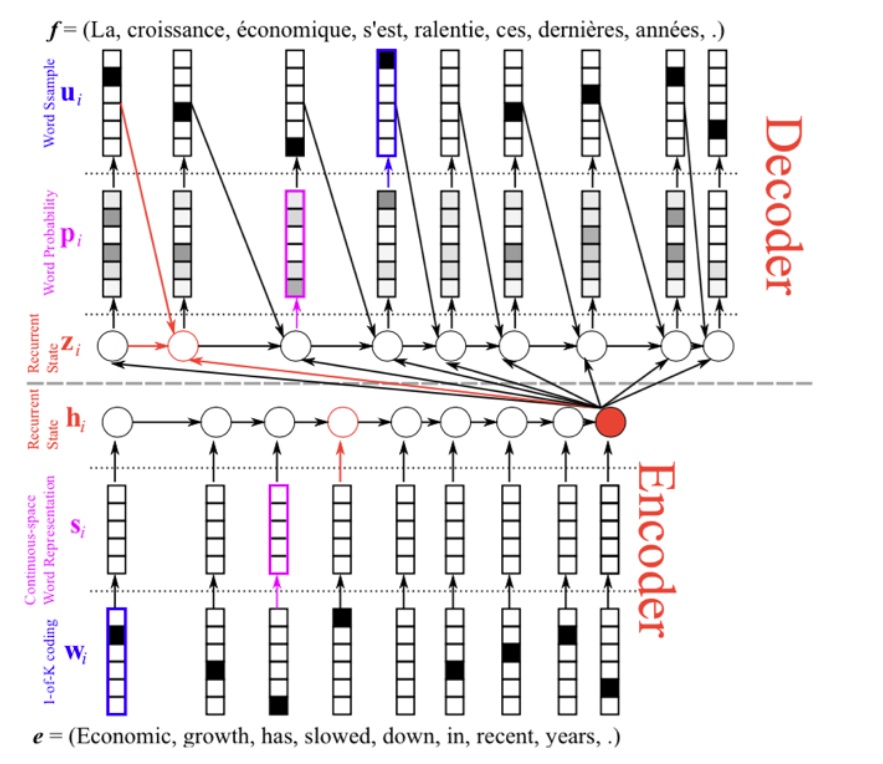 f = (La, croissance, économique, s'est, ralentie, ces, dernières, années, .)
Word Ssample
uᵢ
Word Probability
pᵢ
Recurrent
State
zᵢ
Decoder
Recurrent
State
hᵢ
Continuous-space
Word Representation
sᵢ
1-of-K coding
wᵢ
Encoder
e = (Economic, growth, has, slowed, down, in, recent, years, .)